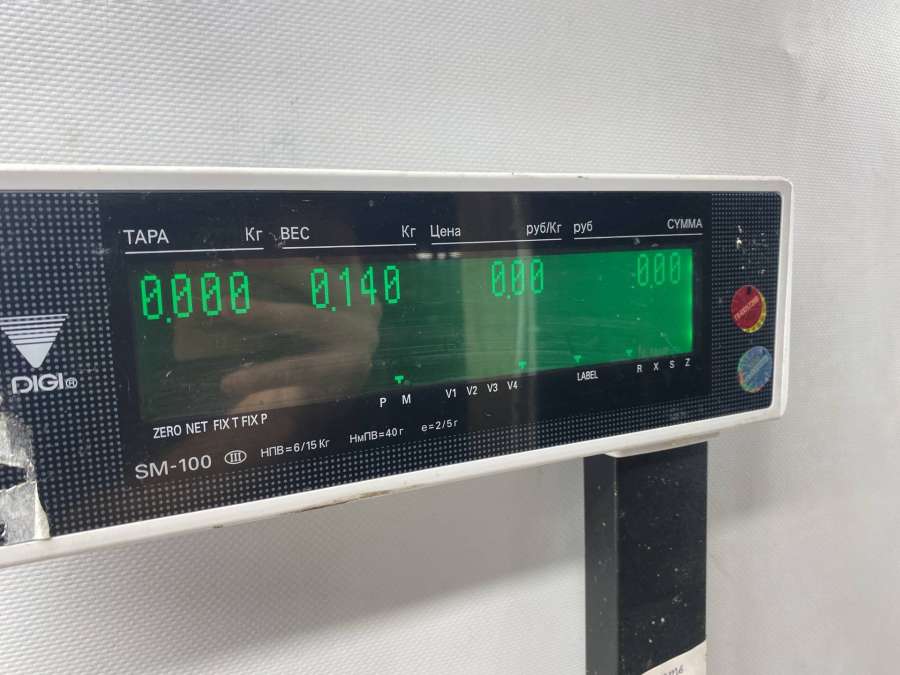 ТАРА Кг ВЕС Кг Цена руб/Кг руб СУММА
0.000 0.140 0.00 0.00
P M V1 V2 V3 V4 LABEL R X S Z
ZERO NET FIX T FIX P
DIGI®
SM-100 III НПВ=6/15 Кг НмПВ=40 г e=2/5 г